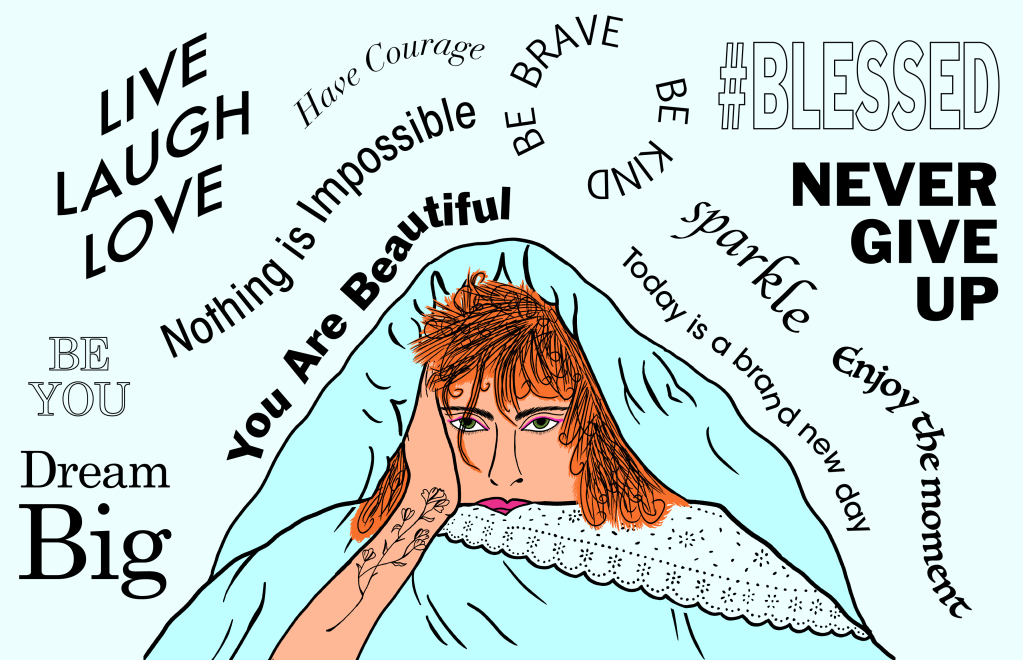 LIVE
LAUGH
LOVE
Have Courage
BE BRAVE
BE KIND
#BLESSED
Nothing is Impossible
You Are Beautiful
NEVER
GIVE
UP
sparkle
Today is a brand new day
Enjoy the moment
BE
YOU
Dream
Big